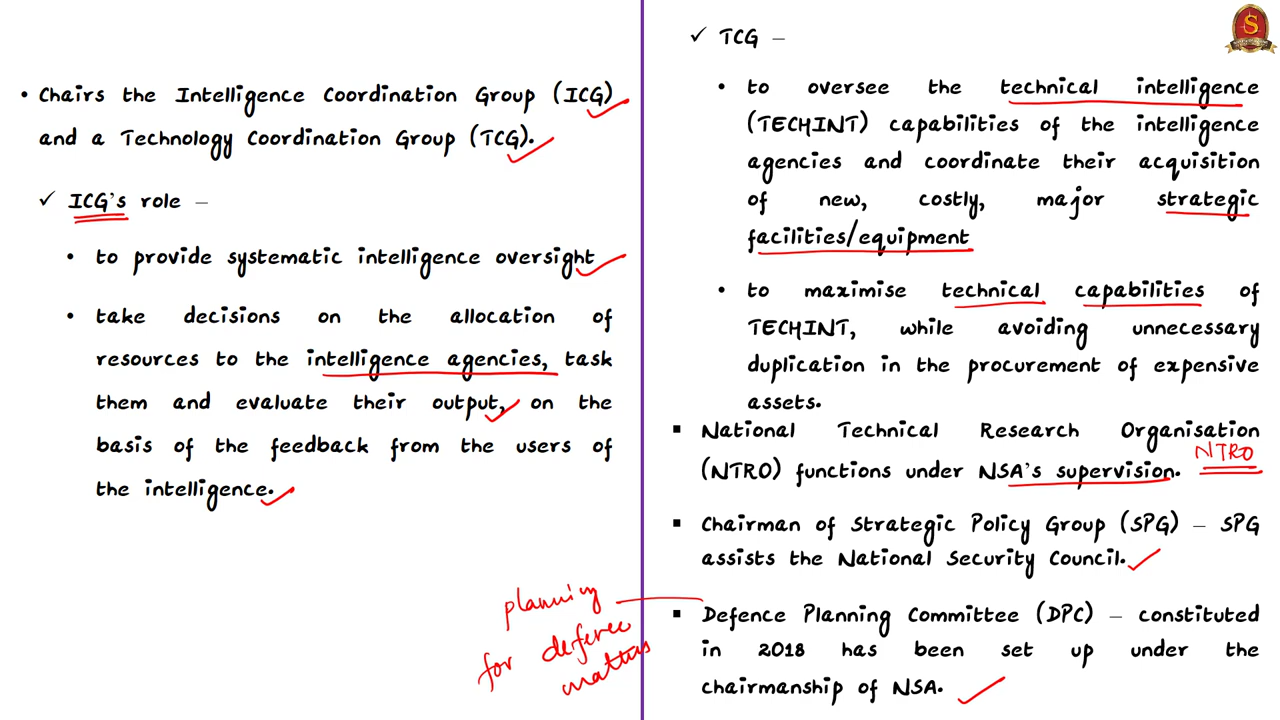 • Chairs the Intelligence Coordination Group (ICG)
and a Technology Coordination Group (TCG).
✓ ICG's role –
• to provide systematic intelligence oversight
• take decisions on the allocation of
resources to the intelligence agencies, task
them and evaluate their output, on the
basis of the feedback from the users of
the intelligence.
✓ TCG –
• to oversee the technical intelligence
(TECHINT) capabilities of the intelligence
agencies and coordinate their acquisition
of new, costly, major strategic
facilities/equipment
• to maximise technical capabilities of
TECHINT, while avoiding unnecessary
duplication in the procurement of expensive
assets.
▪ National Technical Research Organisation
(NTRO) functions under NSA's supervision.
NTRO
▪ Chairman of Strategic Policy Group (SPG) – SPG
assists the National Security Council.
▪ Defence Planning Committee (DPC) – constituted
in 2018 has been set up under the
chairmanship of NSA.
planning
for defence
matters
S